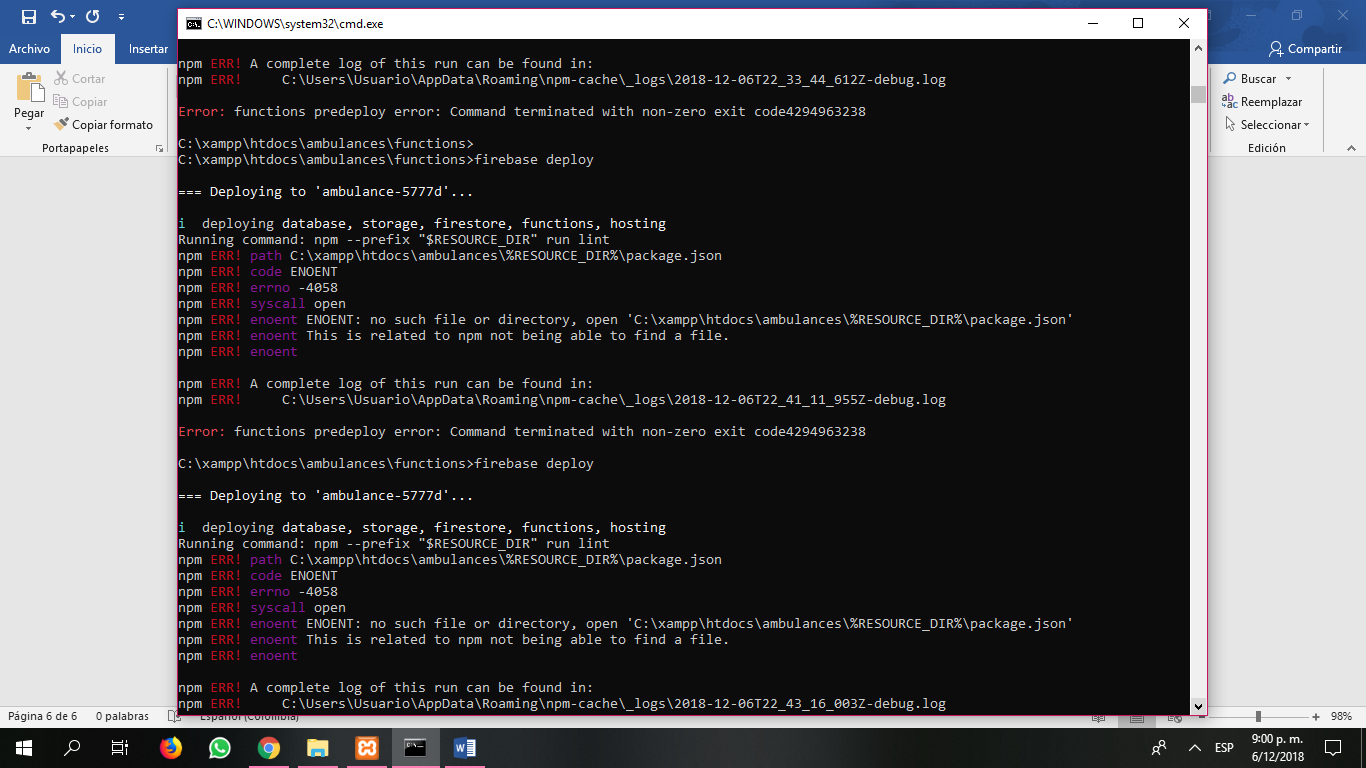 C:\WINDOWS\system32\cmd.exe
Archivo Inicio Insertar Compartir
Pegar
Cortar
Copiar
Copiar formato
Portapapeles
Buscar
Reemplazar
Seleccionar
Edición
npm ERR! A complete log of this run can be found in:
npm ERR!     C:\Users\Usuario\AppData\Roaming\npm-cache\_logs\2018-12-06T22_33_44_612Z-debug.log
Error: functions predeploy error: Command terminated with non-zero exit code4294963238
C:\xampp\htdocs\ambulances\functions>
C:\xampp\htdocs\ambulances\functions>firebase deploy
=== Deploying to 'ambulance-5777d'...
i  deploying database, storage, firestore, functions, hosting
Running command: npm --prefix "$RESOURCE_DIR" run lint
npm ERR! path C:\xampp\htdocs\ambulances\%RESOURCE_DIR%\package.json
npm ERR! code ENOENT
npm ERR! errno -4058
npm ERR! syscall open
npm ERR! enoent ENOENT: no such file or directory, open 'C:\xampp\htdocs\ambulances\%RESOURCE_DIR%\package.json'
npm ERR! enoent This is related to npm not being able to find a file.
npm ERR! enoent
npm ERR! A complete log of this run can be found in:
npm ERR!     C:\Users\Usuario\AppData\Roaming\npm-cache\_logs\2018-12-06T22_41_11_955Z-debug.log
Error: functions predeploy error: Command terminated with non-zero exit code4294963238
C:\xampp\htdocs\ambulances\functions>firebase deploy
=== Deploying to 'ambulance-5777d'...
i  deploying database, storage, firestore, functions, hosting
Running command: npm --prefix "$RESOURCE_DIR" run lint
npm ERR! path C:\xampp\htdocs\ambulances\%RESOURCE_DIR%\package.json
npm ERR! code ENOENT
npm ERR! errno -4058
npm ERR! syscall open
npm ERR! enoent ENOENT: no such file or directory, open 'C:\xampp\htdocs\ambulances\%RESOURCE_DIR%\package.json'
npm ERR! enoent This is related to npm not being able to find a file.
npm ERR! enoent
npm ERR! A complete log of this run can be found in:
npm ERR!     C:\Users\Usuario\AppData\Roaming\npm-cache\_logs\2018-12-06T22_43_16_003Z-debug.log
Página 6 de 6 0 palabras Español (Colombia) 98%
ESP
9:00 p. m.
6/12/2018